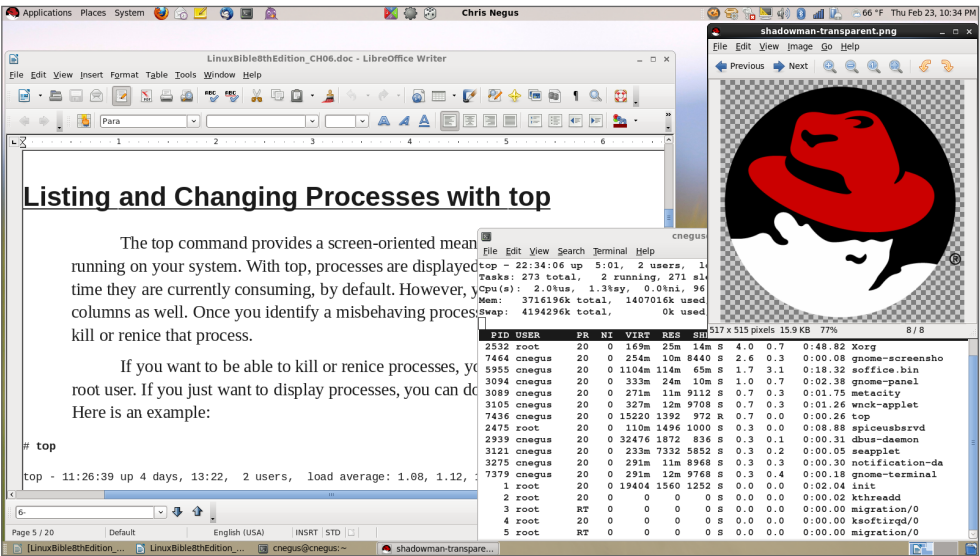 Applications Places System
Chris Negus
66 °F Thu Feb 23, 10:34 PM
LinuxBible8thEdition_CH06.doc - LibreOffice Writer
File Edit View Insert Format Table Tools Window Help
Para
1 2 3 4 5 6
Listing and Changing Processes with top
The top command provides a screen-oriented mean
running on your system. With top, processes are displayed
time they are currently consuming, by default. However, y
columns as well. Once you identify a misbehaving proces
kill or renice that process.
If you want to be able to kill or renice processes, yo
root user. If you just want to display processes, you can do
Here is an example:
# top
top - 11:26:39 up 4 days, 13:22, 2 users, load average: 1.08, 1.12,
6-
Page 5 / 20 Default English (USA) INSRT STD
shadowman-transparent.png
File Edit View Image Go Help
Previous Next
®
517 x 515 pixels 15.9 KB 77% 8 / 8
cnegus
File Edit View Search Terminal Help
top - 22:34:06 up 5:01, 2 users, l
Tasks: 273 total, 2 running, 271 sl
Cpu(s): 2.0%us, 1.3%sy, 0.0%ni, 96
Mem: 3716196k total, 1407016k used
Swap: 4194296k total, 0k used
PID USER PR NI VIRT RES SH
2532 root 20 0 169m 25m 14m S 4.0 0.7 0:48.82 Xorg
7464 cnegus 20 0 254m 10m 8440 S 2.6 0.3 0:00.08 gnome-screensho
5955 cnegus 20 0 1104m 114m 65m S 1.7 3.1 0:18.32 soffice.bin
3094 cnegus 20 0 333m 24m 10m S 1.0 0.7 0:02.38 gnome-panel
3089 cnegus 20 0 271m 11m 9112 S 0.7 0.3 0:01.75 metacity
3105 cnegus 20 0 327m 12m 9708 S 0.7 0.3 0:01.26 wnck-applet
7436 cnegus 20 0 15220 1392 972 R 0.7 0.0 0:00.26 top
2475 root 20 0 110m 1496 1000 S 0.3 0.0 0:08.88 spiceusbsrvd
2939 cnegus 20 0 32476 1872 836 S 0.3 0.1 0:00.31 dbus-daemon
3121 cnegus 20 0 233m 7332 5852 S 0.3 0.2 0:00.05 seapplet
3275 cnegus 20 0 291m 11m 8968 S 0.3 0.3 0:00.30 notification-da
7379 cnegus 20 0 291m 12m 9768 S 0.3 0.4 0:00.18 gnome-terminal
1 root 20 0 19404 1560 1252 S 0.0 0.0 0:02.04 init
2 root 20 0 0 0 0 S 0.0 0.0 0:00.02 kthreadd
3 root RT 0 0 0 0 S 0.0 0.0 0:00.00 migration/0
4 root 20 0 0 0 0 S 0.0 0.0 0:00.00 ksoftirqd/0
5 root RT 0 0 0 0 S 0.0 0.0 0:00.00 migration/0
[LinuxBible8thEdition_... LinuxBible8thEdition_... cnegus@cnegus:~ shadowman-transpare...